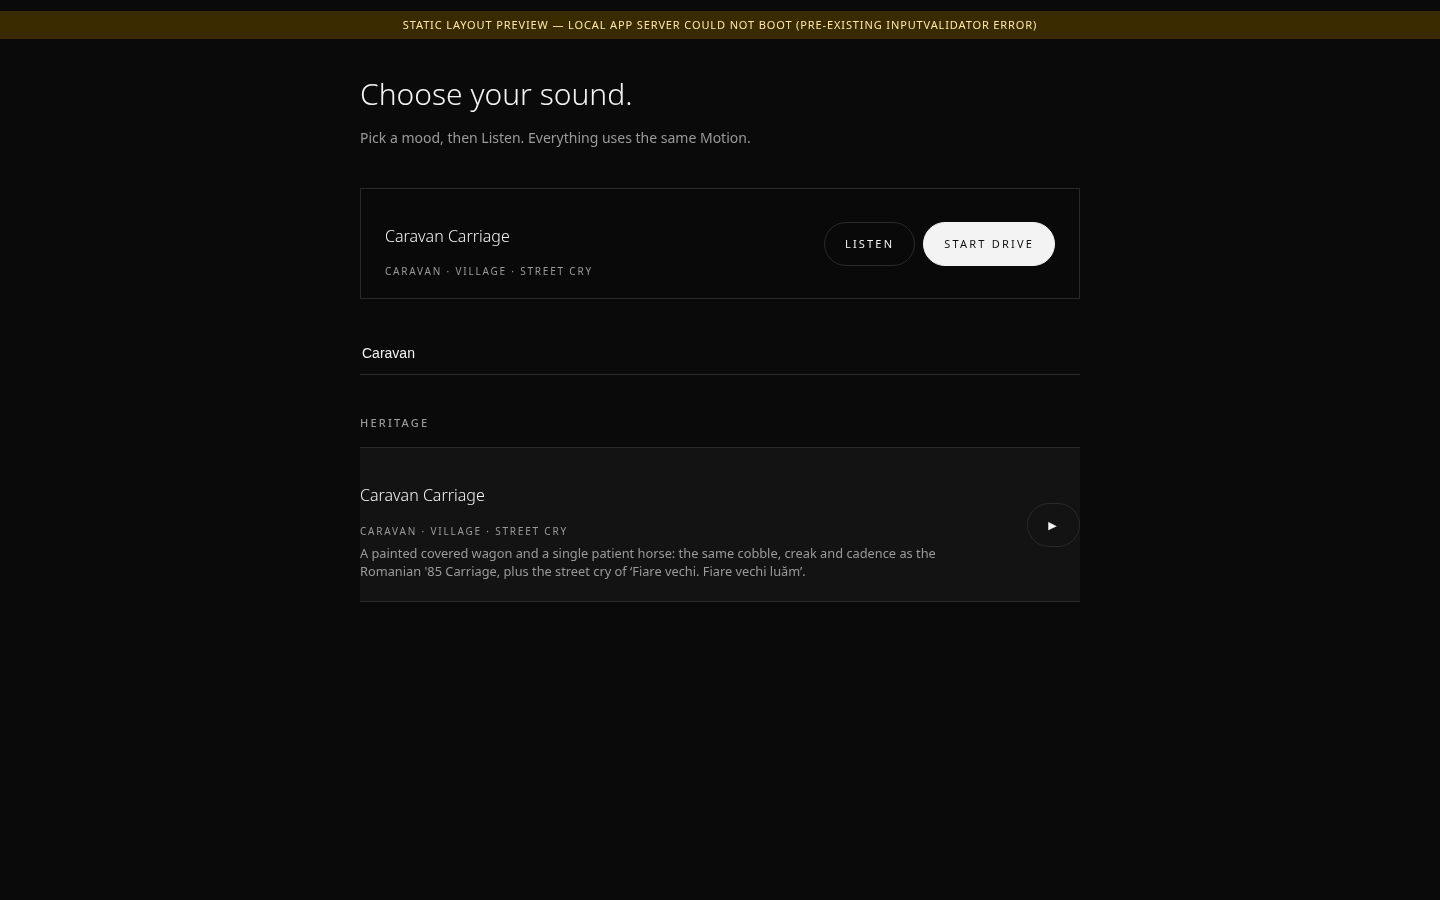 STATIC LAYOUT PREVIEW — LOCAL APP SERVER COULD NOT BOOT (PRE-EXISTING INPUTVALIDATOR ERROR)
Choose your sound.
Pick a mood, then Listen. Everything uses the same Motion.
Caravan Carriage
CARAVAN · VILLAGE · STREET CRY
LISTEN
START DRIVE
Caravan
HERITAGE
Caravan Carriage
CARAVAN · VILLAGE · STREET CRY
A painted covered wagon and a single patient horse: the same cobble, creak and cadence as the
Romanian '85 Carriage, plus the street cry of ‘Fiare vechi. Fiare vechi luăm’.